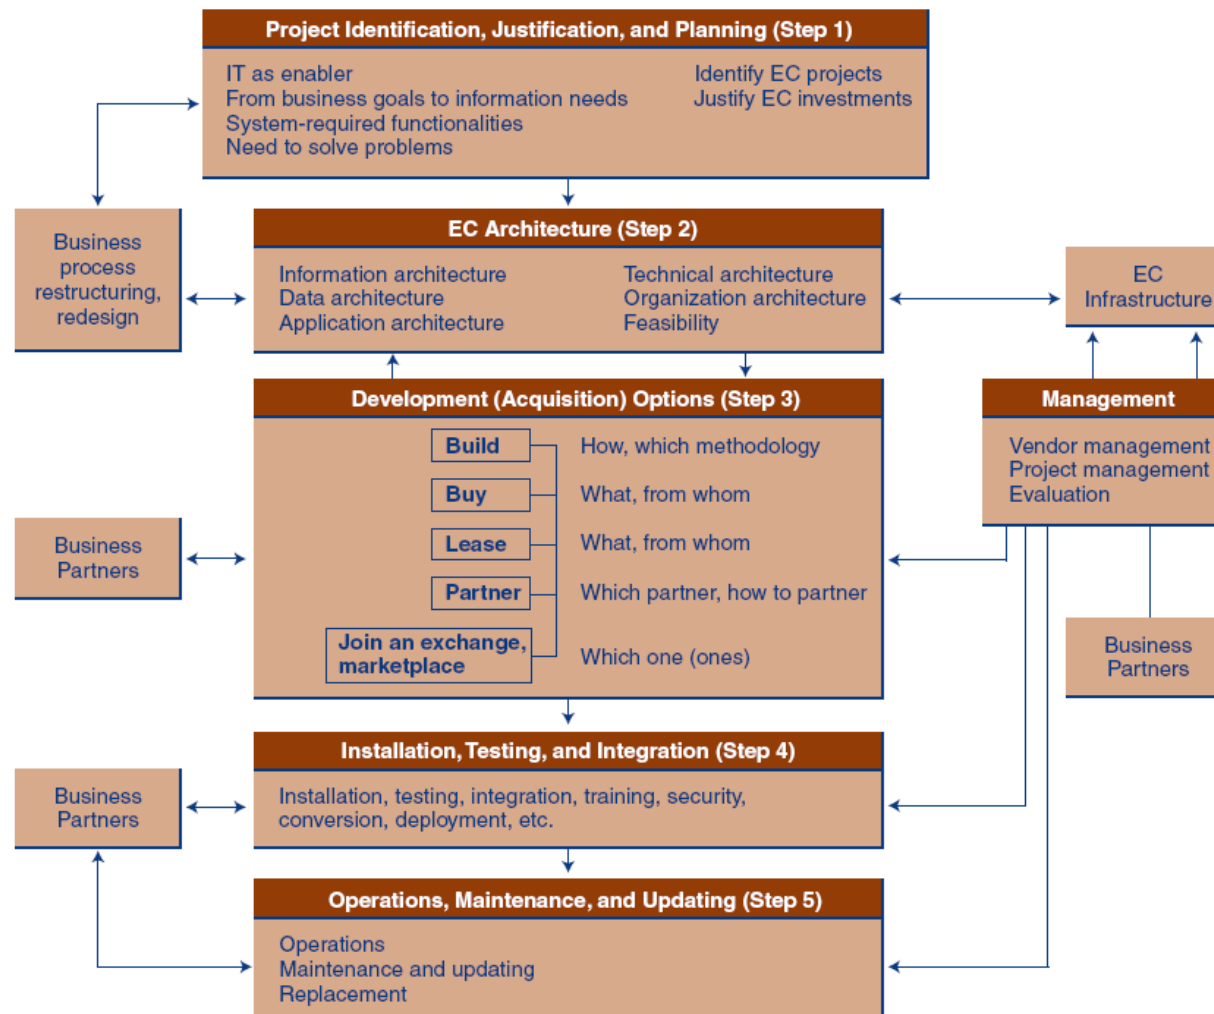 Project Identification, Justification, and Planning (Step 1)
IT as enabler
From business goals to information needs
System-required functionalities
Need to solve problems
Identify EC projects
Justify EC investments
Business
process
restructuring,
redesign
EC Architecture (Step 2)
Information architecture
Data architecture
Application architecture
Technical architecture
Organization architecture
Feasibility
EC
Infrastructure
Development (Acquisition) Options (Step 3)
Build
How, which methodology
Buy
What, from whom
Lease
What, from whom
Partner
Which partner, how to partner
Join an exchange,
marketplace
Which one (ones)
Management
Vendor management
Project management
Evaluation
Business
Partners
Business
Partners
Installation, Testing, and Integration (Step 4)
Installation, testing, integration, training, security,
conversion, deployment, etc.
Business
Partners
Operations, Maintenance, and Updating (Step 5)
Operations
Maintenance and updating
Replacement